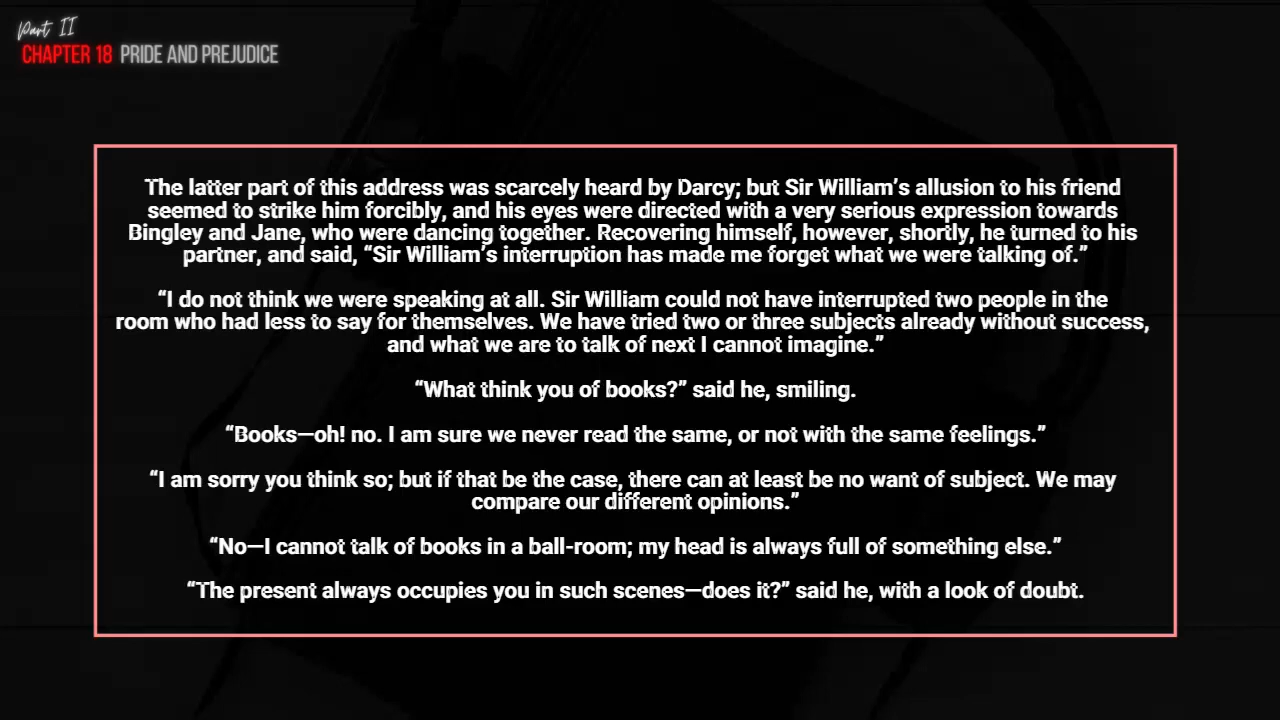 Part II
CHAPTER 18 PRIDE AND PREJUDICE
The latter part of this address was scarcely heard by Darcy; but Sir William’s allusion to his friend
seemed to strike him forcibly, and his eyes were directed with a very serious expression towards
Bingley and Jane, who were dancing together. Recovering himself, however, shortly, he turned to his
partner, and said, “Sir William’s interruption has made me forget what we were talking of.”
“I do not think we were speaking at all. Sir William could not have interrupted two people in the
room who had less to say for themselves. We have tried two or three subjects already without success,
and what we are to talk of next I cannot imagine.”
“What think you of books?” said he, smiling.
“Books—oh! no. I am sure we never read the same, or not with the same feelings.”
“I am sorry you think so; but if that be the case, there can at least be no want of subject. We may
compare our different opinions.”
“No—I cannot talk of books in a ball-room; my head is always full of something else.”
“The present always occupies you in such scenes—does it?” said he, with a look of doubt.